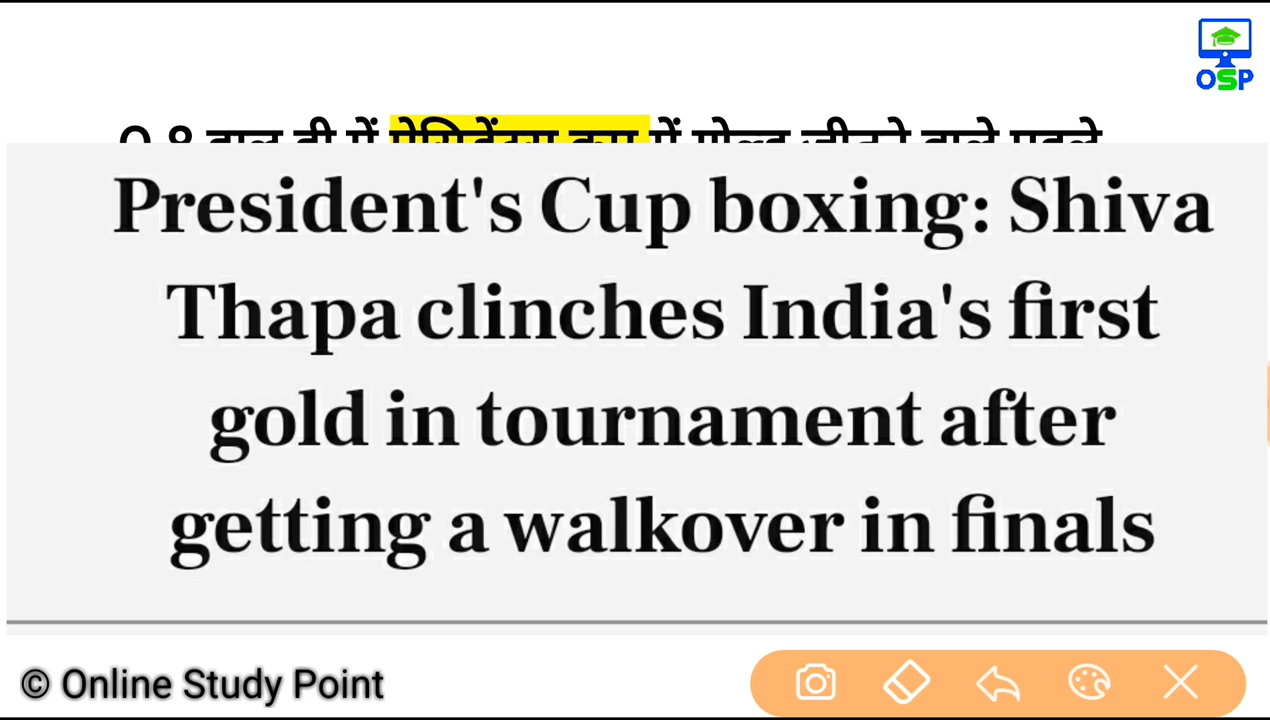 OSP
President's Cup boxing: Shiva
Thapa clinches India's first
gold in tournament after
getting a walkover in finals
© Online Study Point